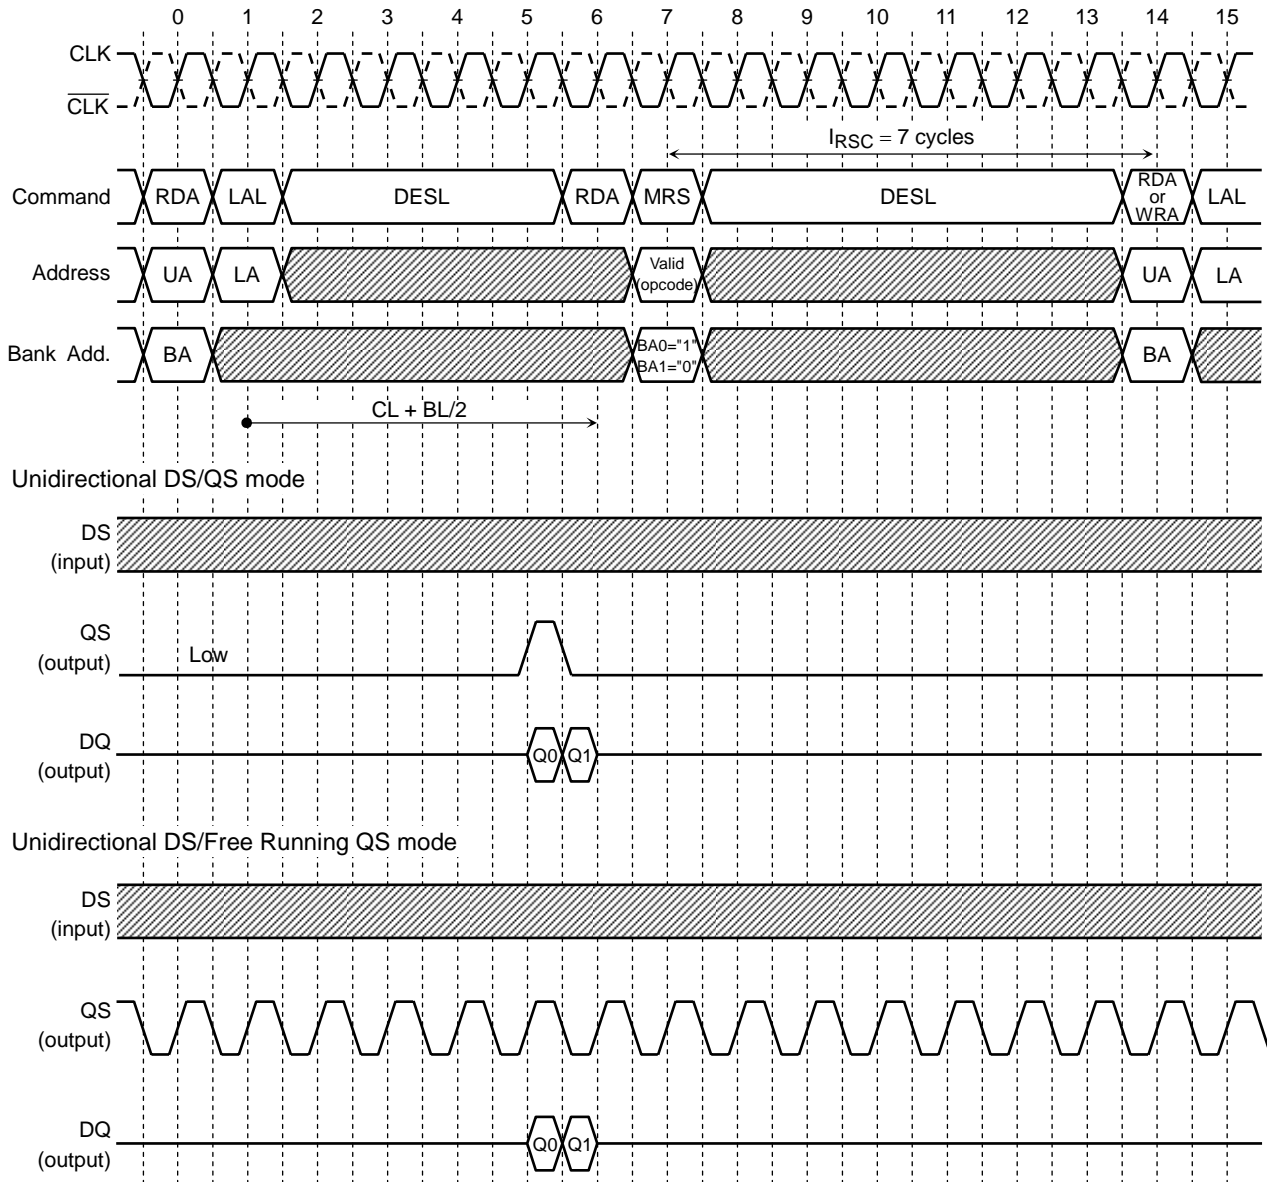 0 1 2 3 4 5 6 7 8 9 10 11 12 13 14 15
CLK
CLK
IRSC = 7 cycles
Command RDA LAL DESL RDA MRS DESL RDA or WRA LAL
Address UA LA Valid (opcode) UA LA
Bank Add. BA BA0="1" BA1="0" BA
CL + BL/2
Unidirectional DS/QS mode
DS
(input)
QS
(output)
Low
DQ
(output)
Q0 Q1
Unidirectional DS/Free Running QS mode
DS
(input)
QS
(output)
DQ
(output)
Q0 Q1